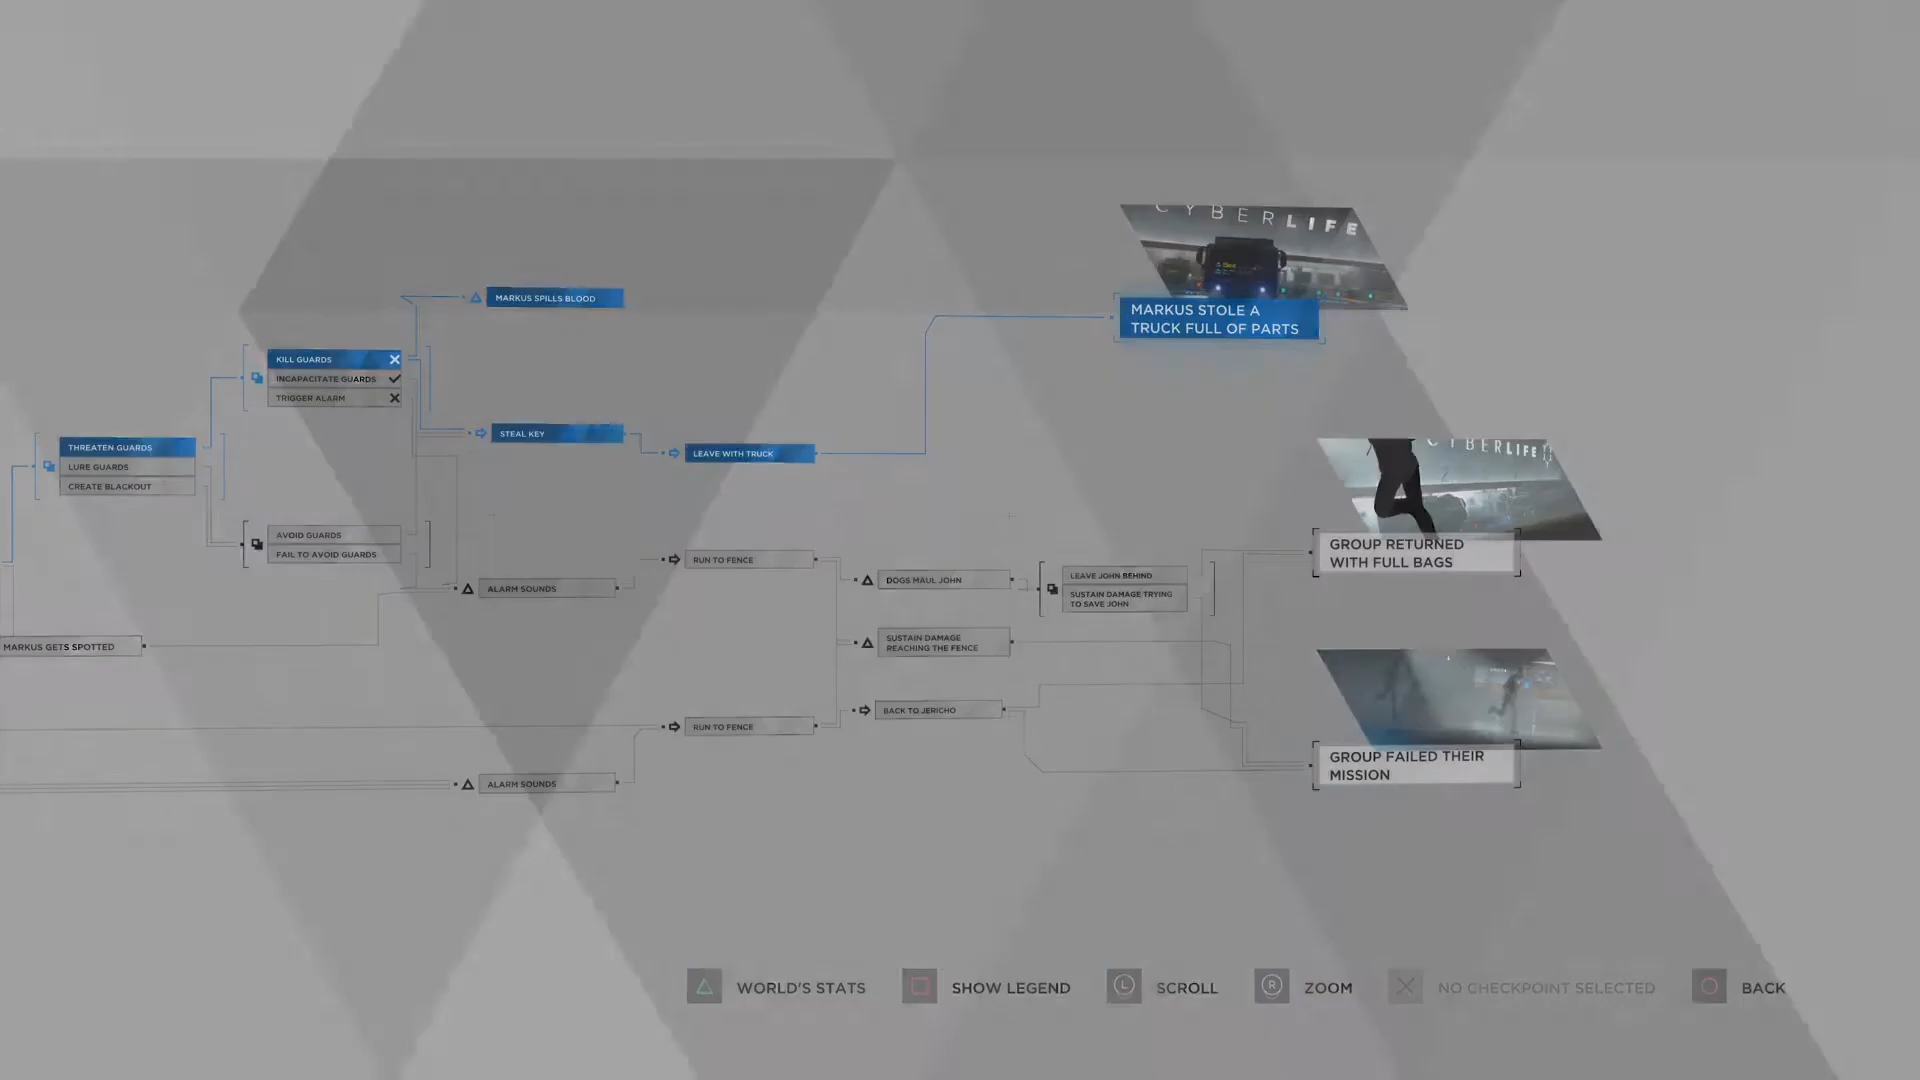 CYBERLIFE
MARKUS SPILLS BLOOD
MARKUS STOLE A
TRUCK FULL OF PARTS
KILL GUARDS
INCAPACITATE GUARDS
TRIGGER ALARM
STEAL KEY
LEAVE WITH TRUCK
THREATEN GUARDS
LURE GUARDS
CREATE BLACKOUT
CYBERLIFE
AVOID GUARDS
FAIL TO AVOID GUARDS
GROUP RETURNED
WITH FULL BAGS
RUN TO FENCE
ALARM SOUNDS
DOGS MAUL JOHN
LEAVE JOHN BEHIND
SUSTAIN DAMAGE TRYING
TO SAVE JOHN
MARKUS GETS SPOTTED
SUSTAIN DAMAGE
REACHING THE FENCE
BACK TO JERICHO
RUN TO FENCE
GROUP FAILED THEIR
MISSION
ALARM SOUNDS
WORLD'S STATS
SHOW LEGEND
L
SCROLL
R
ZOOM
NO CHECKPOINT SELECTED
BACK